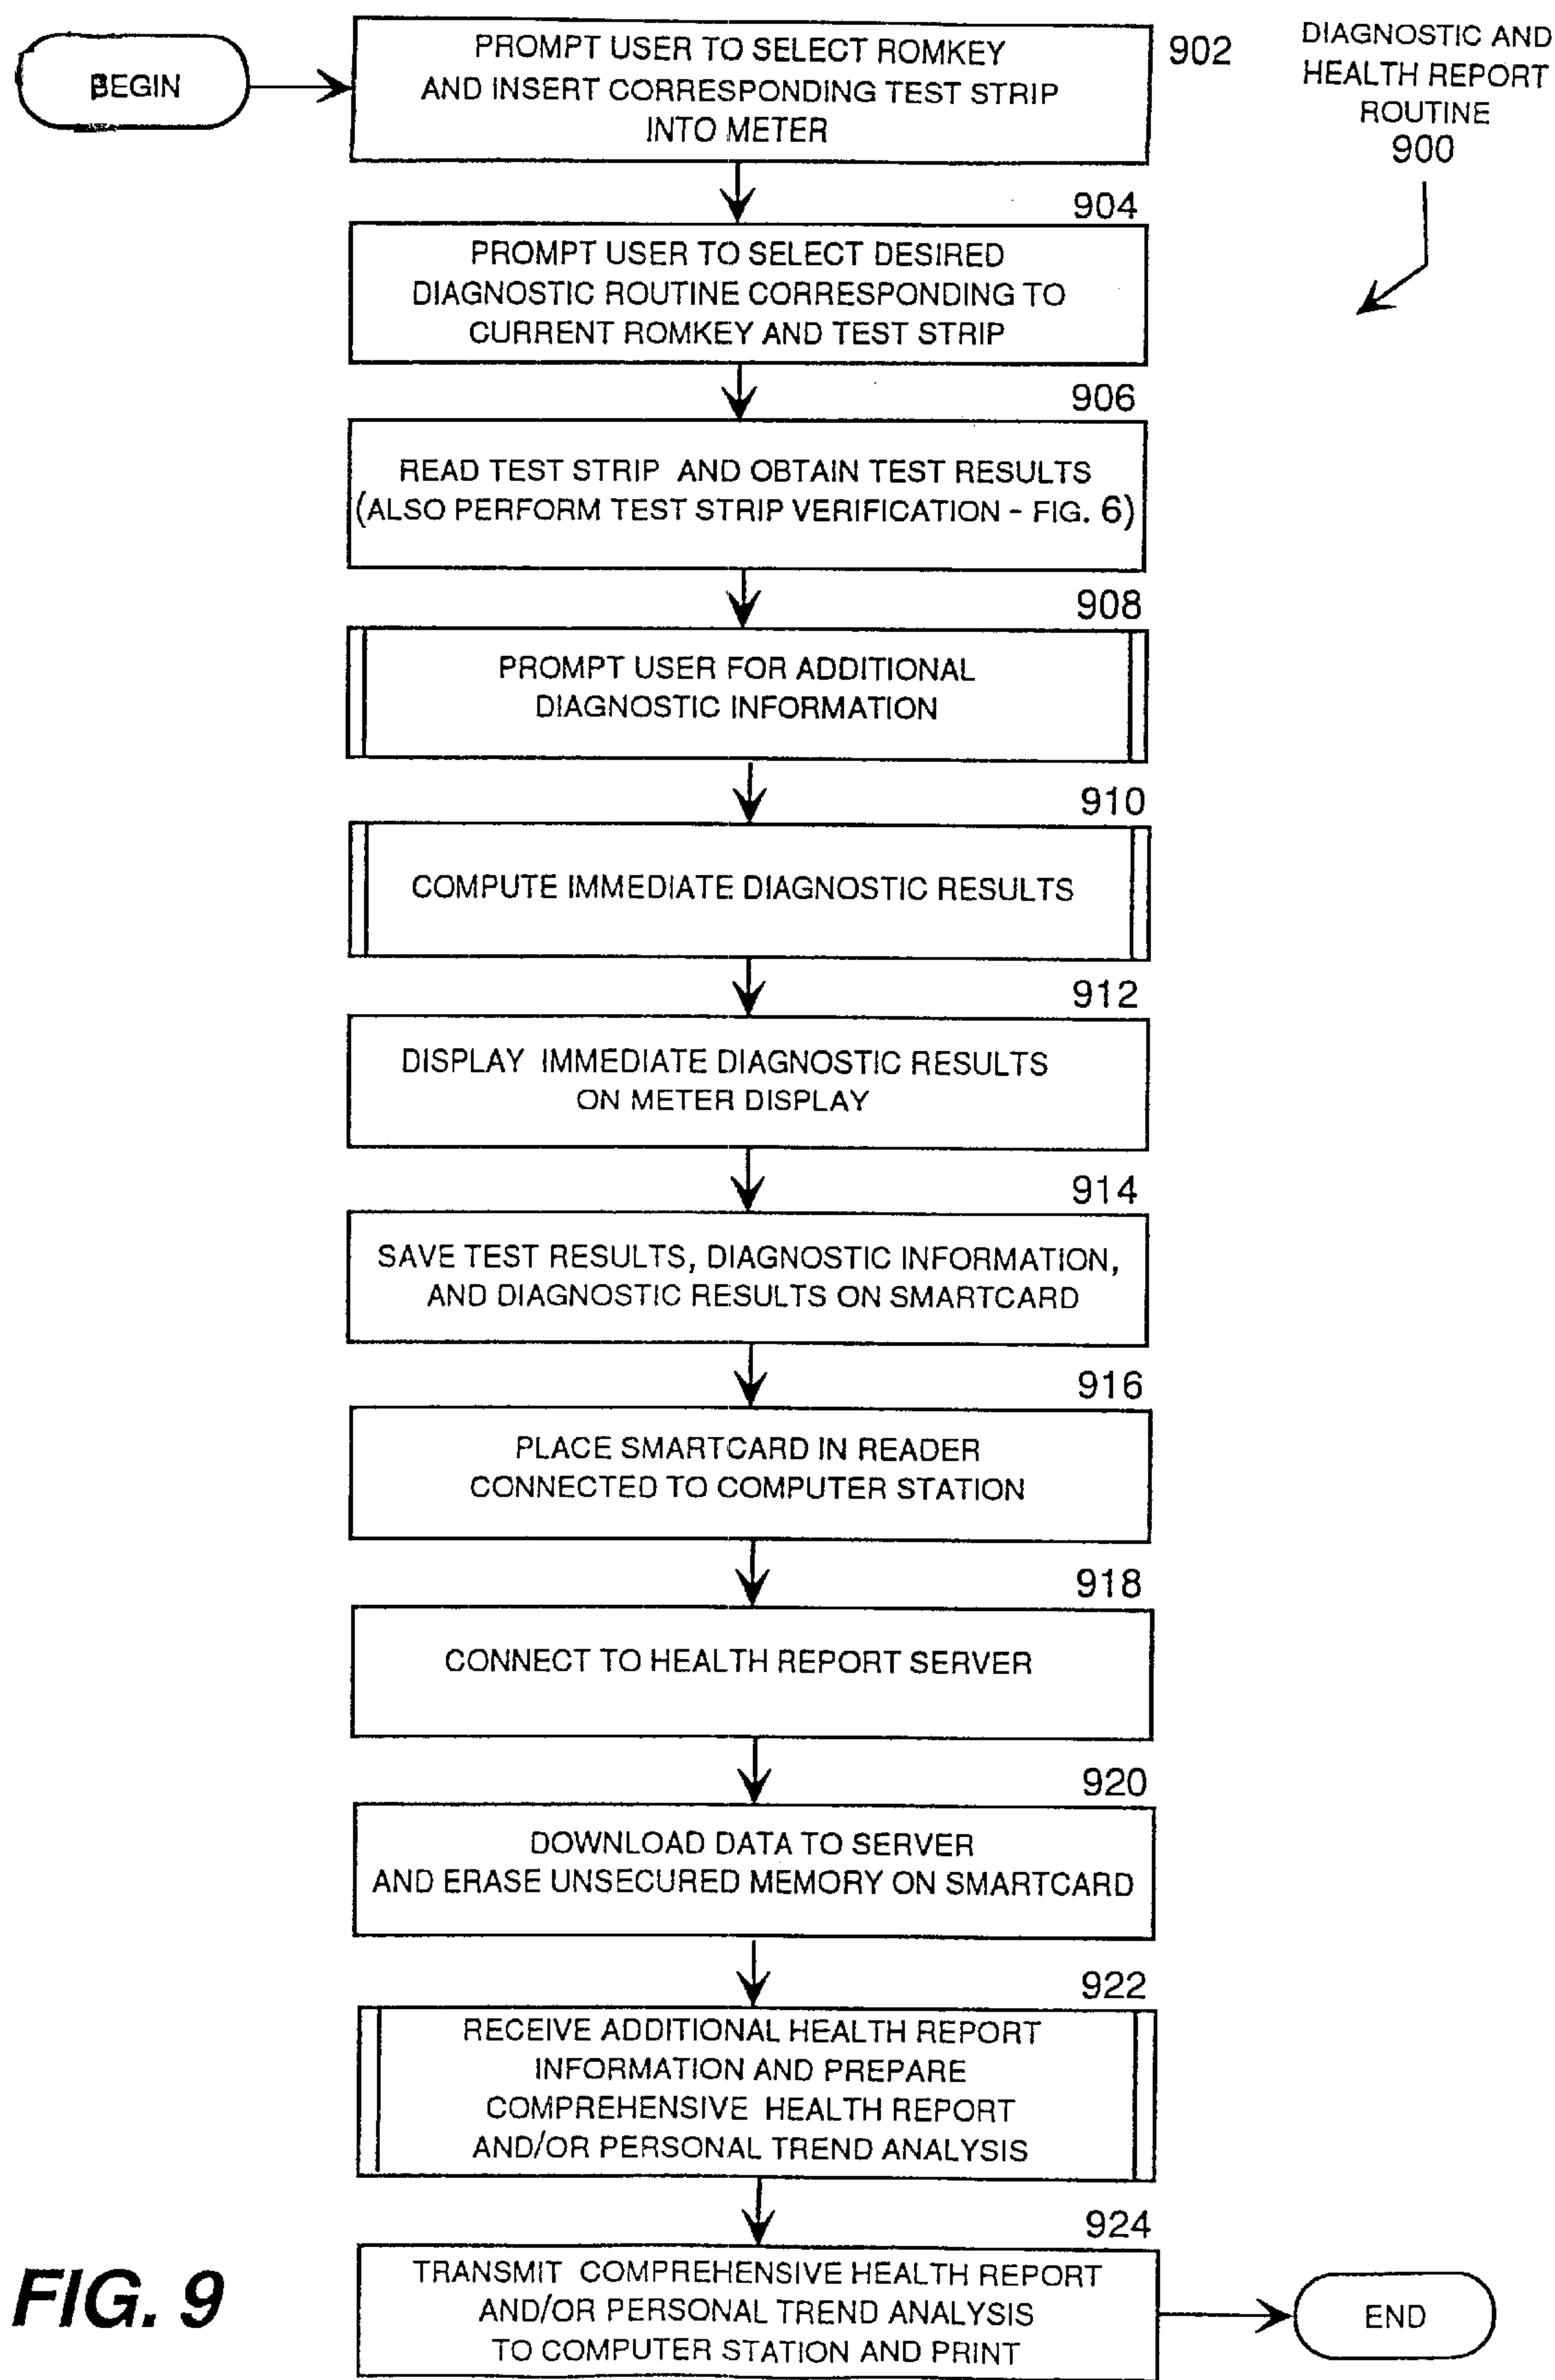 BEGIN
PROMPT USER TO SELECT ROMKEY
AND INSERT CORRESPONDING TEST STRIP
INTO METER
902
DIAGNOSTIC AND
HEALTH REPORT
ROUTINE
900
904
PROMPT USER TO SELECT DESIRED
DIAGNOSTIC ROUTINE CORRESPONDING TO
CURRENT ROMKEY AND TEST STRIP
906
READ TEST STRIP AND OBTAIN TEST RESULTS
(ALSO PERFORM TEST STRIP VERIFICATION - FIG. 6)
908
PROMPT USER FOR ADDITIONAL
DIAGNOSTIC INFORMATION
910
COMPUTE IMMEDIATE DIAGNOSTIC RESULTS
912
DISPLAY IMMEDIATE DIAGNOSTIC RESULTS
ON METER DISPLAY
914
SAVE TEST RESULTS, DIAGNOSTIC INFORMATION,
AND DIAGNOSTIC RESULTS ON SMARTCARD
916
PLACE SMARTCARD IN READER
CONNECTED TO COMPUTER STATION
918
CONNECT TO HEALTH REPORT SERVER
920
DOWNLOAD DATA TO SERVER
AND ERASE UNSECURED MEMORY ON SMARTCARD
922
RECEIVE ADDITIONAL HEALTH REPORT
INFORMATION AND PREPARE
COMPREHENSIVE HEALTH REPORT
AND/OR PERSONAL TREND ANALYSIS
924
TRANSMIT COMPREHENSIVE HEALTH REPORT
AND/OR PERSONAL TREND ANALYSIS
TO COMPUTER STATION AND PRINT
END
FIG. 9